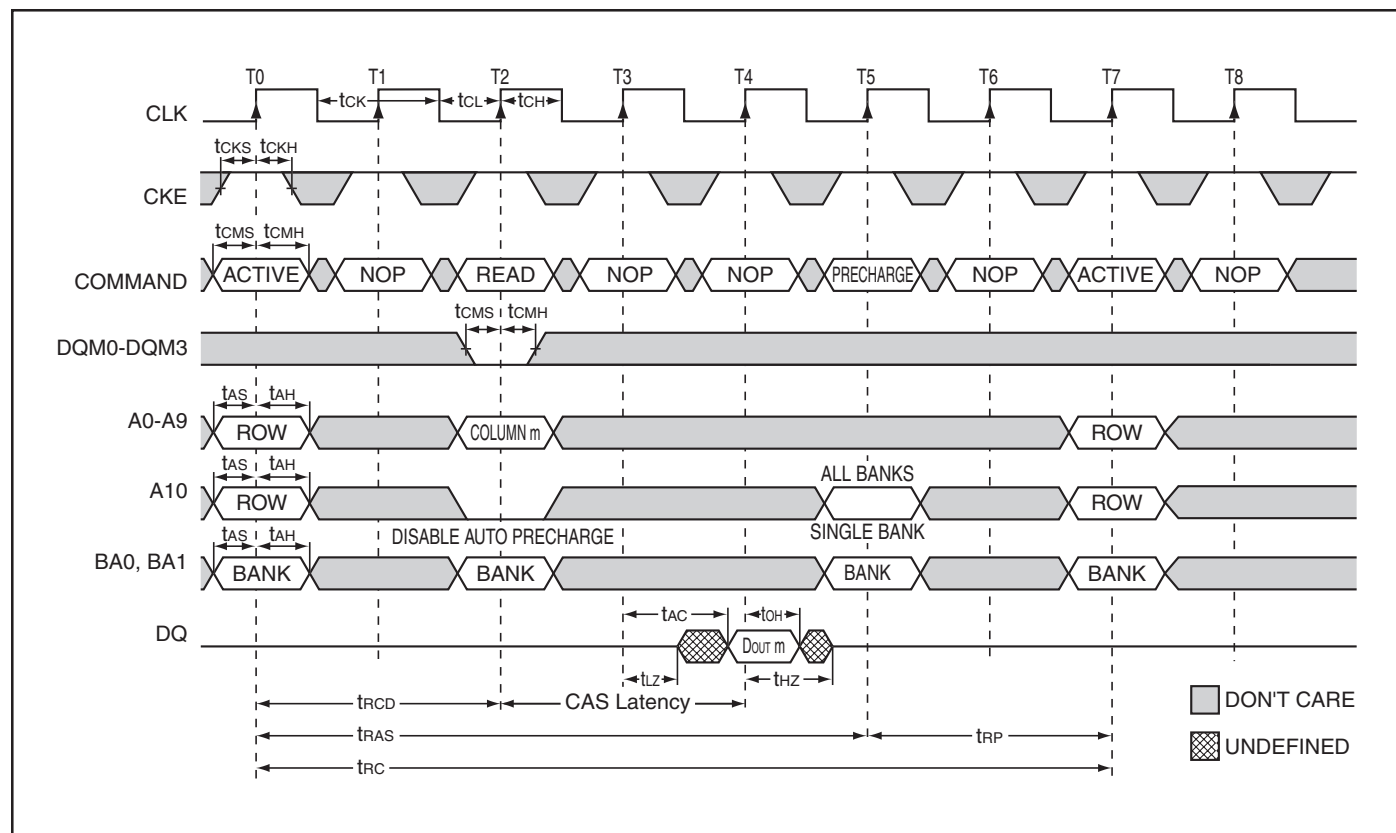 T0 T1 T2 T3 T4 T5 T6 T7 T8
CLK tCK tCL tCH
tCKS tCKH
CKE
tCMS tCMH
COMMAND ACTIVE NOP READ NOP NOP PRECHARGE NOP ACTIVE NOP
tCMS tCMH
DQM0-DQM3
tAS tAH
A0-A9 ROW COLUMN m ROW
tAS tAH ALL BANKS
A10 ROW ROW
DISABLE AUTO PRECHARGE SINGLE BANK
tAS tAH
BA0, BA1 BANK BANK BANK BANK
tAC tOH
DQ DOUT m
tLZ tHZ
tRCD CAS Latency
DON'T CARE
tRAS tRP
UNDEFINED
tRC